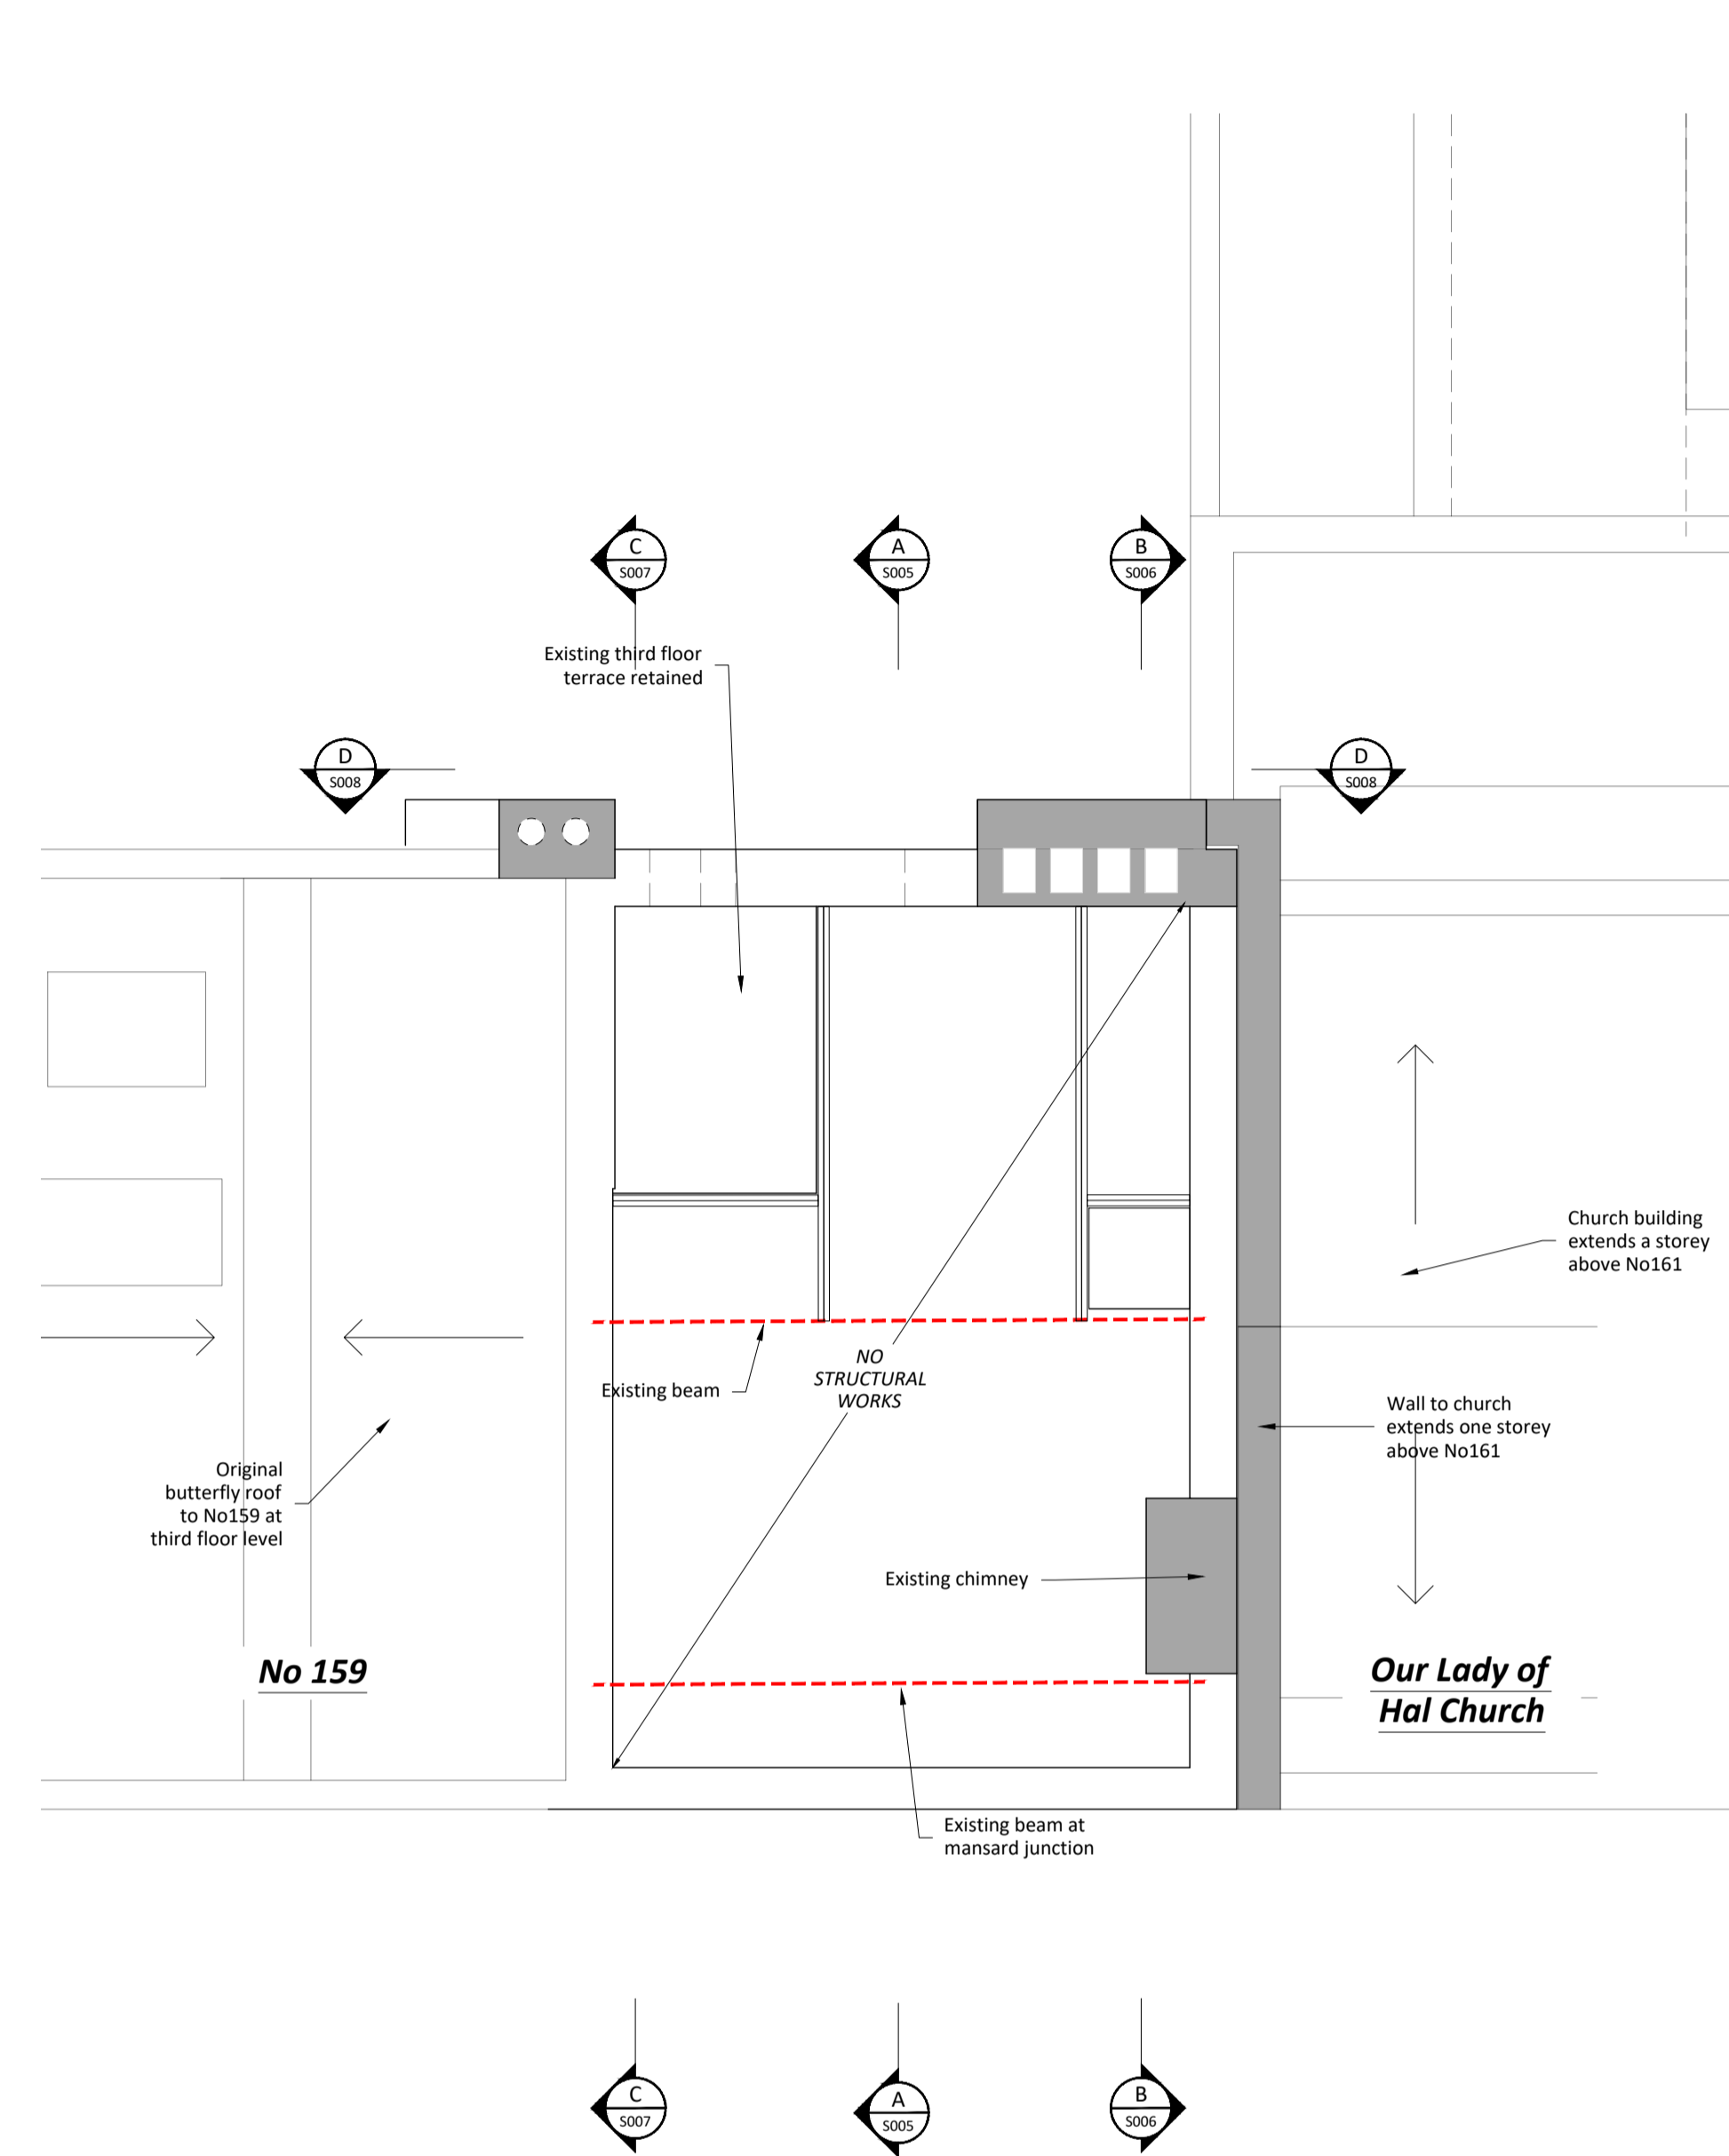 C
S007
A
S005
B
S006
Existing third floor
terrace retained
D
S008
D
S008
Church building
extends a storey
above No161
NO
STRUCTURAL
WORKS
Existing beam
Wall to church
extends one storey
above No161
Original
butterfly roof
to No159 at
third floor level
Existing chimney
No 159
Our Lady of
Hal Church
Existing beam at
mansard junction
C
S007
A
S005
B
S006